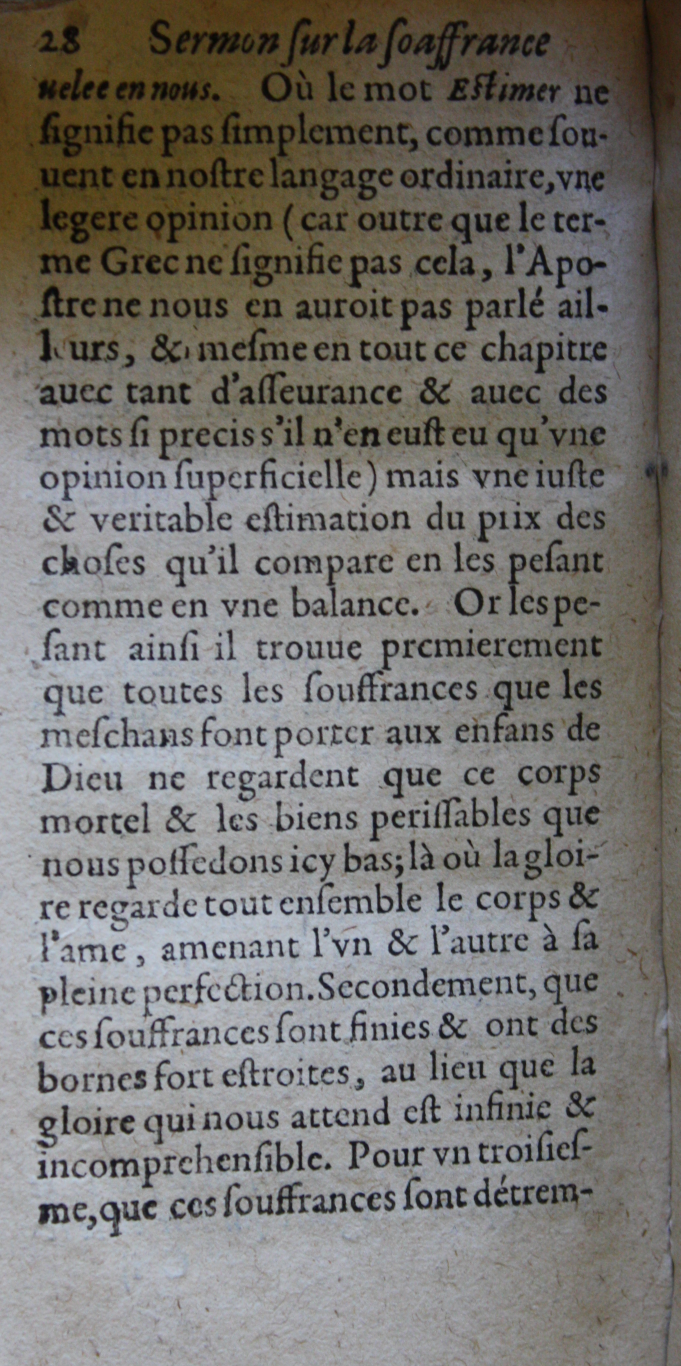 28 Sermon ſur la ſoaffrance
uelee en nous. Où le mot Eſtimer ne
ſignifie pas ſimplement, comme ſou-
uent en noſtre langage ordinaire, vne
legere opinion ( car outre que le ter-
me Grec ne ſignifie pas cela, l'Apo-
ſtre ne nous en auroit pas parlé ail-
leurs, & meſme en tout ce chapitre
auec tant d'aſſeurance & auec des
mots ſi precis s'il n'en euſt eu qu'vne
opinion ſuperficielle) mais vne iuſte
& veritable eſtimation du prix des
choſes qu'il compare en les peſant
comme en vne balance. Or les pe-
ſant ainſi il trouue premierement
que toutes les ſouffrances que les
meſchans font porter aux enfans de
Dieu ne regardent que ce corps
mortel & les biens periſſables que
nous poſſedons icy bas; là où la gloi-
re regarde tout enſemble le corps &
l'ame, amenant l'vn & l'autre à ſa
pleine perfection. Secondement, que
ces ſouffrances ſont finies & ont des
bornes fort eſtroites, au lieu que la
gloire qui nous attend eſt infinie &
incomprehenſible. Pour vn troiſieſ-
me, que ces ſouffrances ſont détrem-